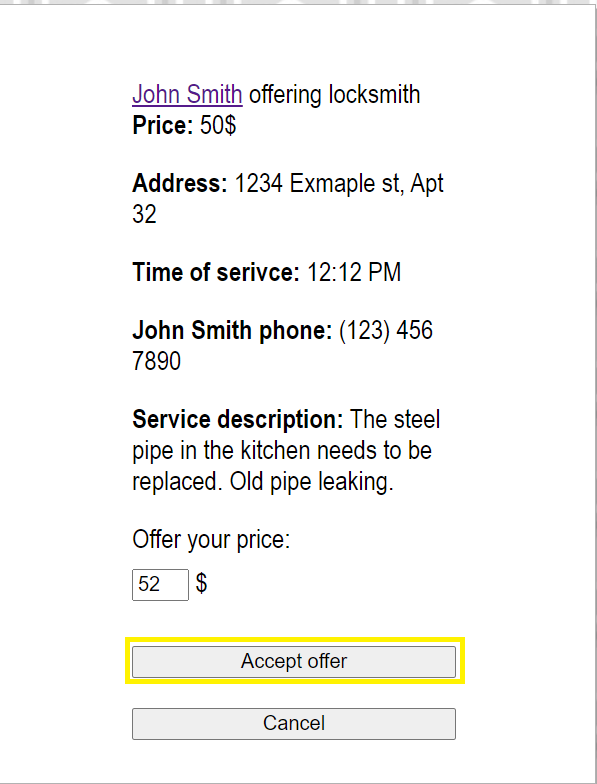 John Smith offering locksmith
Price: 50$
Address: 1234 Exmaple st, Apt
32
Time of serivce: 12:12 PM
John Smith phone: (123) 456
7890
Service description: The steel
pipe in the kitchen needs to be
replaced. Old pipe leaking.
Offer your price:
52 $
Accept offer
Cancel